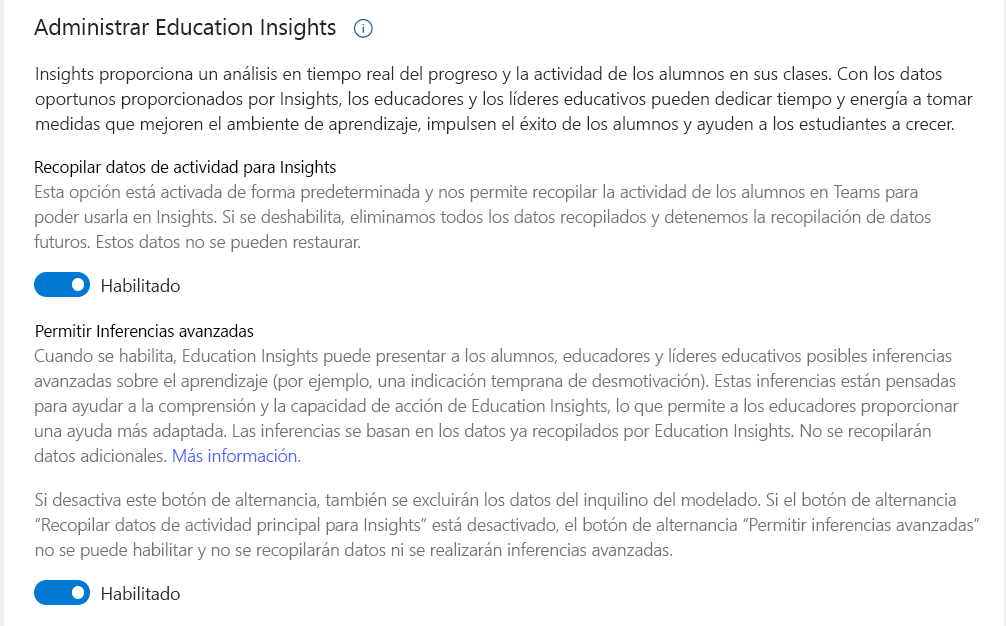 Administrar Education Insights
Insights proporciona un análisis en tiempo real del progreso y la actividad de los alumnos en sus clases. Con los datos
oportunos proporcionados por Insights, los educadores y los líderes educativos pueden dedicar tiempo y energía a tomar
medidas que mejoren el ambiente de aprendizaje, impulsen el éxito de los alumnos y ayuden a los estudiantes a crecer.
Recopilar datos de actividad para Insights
Esta opción está activada de forma predeterminada y nos permite recopilar la actividad de los alumnos en Teams para
poder usarla en Insights. Si se deshabilita, eliminamos todos los datos recopilados y detenemos la recopilación de datos
futuros. Estos datos no se pueden restaurar.
Habilitado
Permitir Inferencias avanzadas
Cuando se habilita, Education Insights puede presentar a los alumnos, educadores y líderes educativos posibles inferencias
avanzadas sobre el aprendizaje (por ejemplo, una indicación temprana de desmotivación). Estas inferencias están pensadas
para ayudar a la comprensión y la capacidad de acción de Education Insights, lo que permite a los educadores proporcionar
una ayuda más adaptada. Las inferencias se basan en los datos ya recopilados por Education Insights. No se recopilarán
datos adicionales. Más información.
Si desactiva este botón de alternancia, también se excluirán los datos del inquilino del modelado. Si el botón de alternancia
“Recopilar datos de actividad principal para Insights” está desactivado, el botón de alternancia “Permitir inferencias avanzadas”
no se puede habilitar y no se recopilarán datos ni se realizarán inferencias avanzadas.
Habilitado